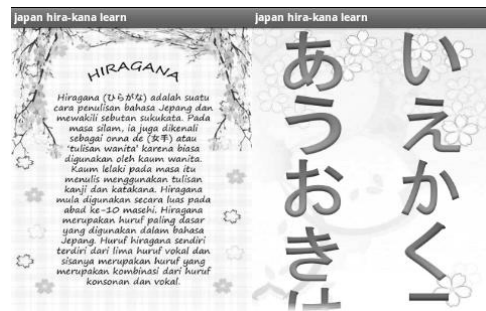 japan hira-kana learn
HIRAGANA
Hiragana (ひらがな) adalah suatu
cara penulisan bahasa Jepang dan
mewakili sebutan sukukata. Pada
masa silam, ia juga dikenali
sebagai onna de (女手) atau
'tulisan wanita' karena biasa
digunakan oleh kaum wanita.
Kaum lelaki pada masa itu
menulis menggunakan tulisan
kanji dan katakana. Hiragana
mula digunakan secara luas pada
abad ke-10 masehi. Hiragana
merupakan huruf paling dasar
yang digunakan dalam bahasa
Jepang. Huruf hiragana sendiri
terdiri dari lima huruf vokal dan
sisanya merupakan huruf yang
merupakan kombinasi dari huruf
konsonan dan vokal.
japan hira-kana learn
あ い
う え
お か
き く